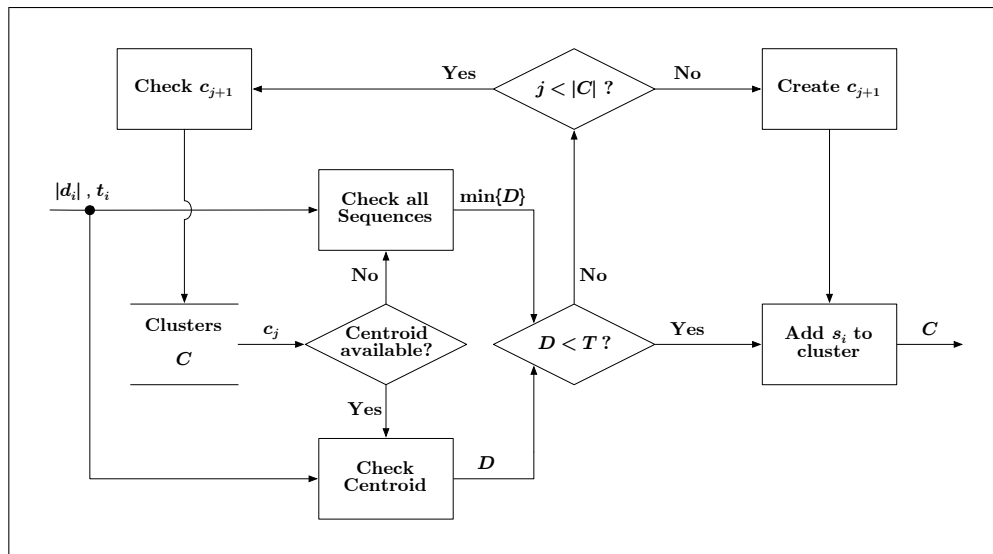 Check c_{j+1}
Yes
j < |C| ?
No
Create c_{j+1}
|d_i| , t_i
Check all
Sequences
min{D}
No
No
Clusters
C
c_j
Centroid
available?
D < T ?
Yes
Add s_i to
cluster
C
Yes
Check
Centroid
D